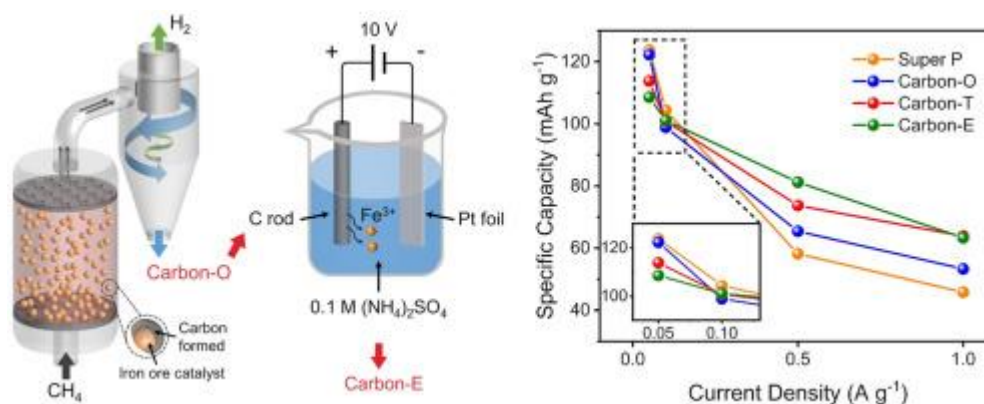 H2
Carbon-O
Carbon
formed
Iron ore catalyst
CH4
10 V
+
-
C rod
Fe3+
Pt foil
0.1 M (NH4)2SO4
Carbon-E
Specific Capacity (mAh g-1)
120
100
80
60
40
Super P
Carbon-O
Carbon-T
Carbon-E
120
100
0.05 0.10
0.0 0.5 1.0
Current Density (A g-1)